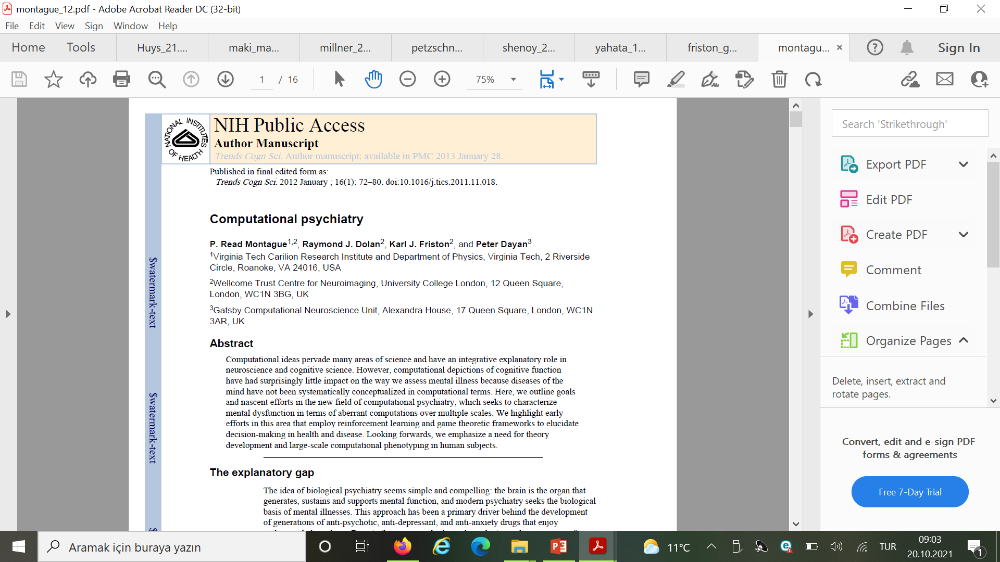 montague_12.pdf - Adobe Acrobat Reader DC (32-bit)
File Edit View Sign Window Help
Home Tools Huys_21.... maki_ma... millner_2... petzschn... shenoy_2... yahata_1... friston_g... montagu... × Sign In
1 / 16 75%
NATIONAL INSTITUTES OF HEALTH
NIH Public Access
Author Manuscript
Trends Cogn Sci. Author manuscript; available in PMC 2013 January 28.
Published in final edited form as:
Trends Cogn Sci. 2012 January ; 16(1): 72–80. doi:10.1016/j.tics.2011.11.018.
Computational psychiatry
P. Read Montague1,2, Raymond J. Dolan2, Karl J. Friston2, and Peter Dayan3
1Virginia Tech Carilion Research Institute and Department of Physics, Virginia Tech, 2 Riverside
Circle, Roanoke, VA 24016, USA
2Wellcome Trust Centre for Neuroimaging, University College London, 12 Queen Square,
London, WC1N 3BG, UK
3Gatsby Computational Neuroscience Unit, Alexandra House, 17 Queen Square, London, WC1N
3AR, UK
Abstract
Computational ideas pervade many areas of science and have an integrative explanatory role in
neuroscience and cognitive science. However, computational depictions of cognitive function
have had surprisingly little impact on the way we assess mental illness because diseases of the
mind have not been systematically conceptualized in computational terms. Here, we outline goals
and nascent efforts in the new field of computational psychiatry, which seeks to characterize
mental dysfunction in terms of aberrant computations over multiple scales. We highlight early
efforts in this area that employ reinforcement learning and game theoretic frameworks to elucidate
decision-making in health and disease. Looking forwards, we emphasize a need for theory
development and large-scale computational phenotyping in human subjects.
The explanatory gap
The idea of biological psychiatry seems simple and compelling: the brain is the organ that
generates, sustains and supports mental function, and modern psychiatry seeks the biological
basis of mental illnesses. This approach has been a primary driver behind the development
of generations of anti-psychotic, anti-depressant, and anti-anxiety drugs that enjoy
$watermark-text
$watermark-text
Search 'Strikethrough'
Export PDF
Edit PDF
Create PDF
Comment
Combine Files
Organize Pages
Delete, insert, extract and
rotate pages.
Convert, edit and e-sign PDF
forms & agreements
Free 7-Day Trial
Aramak için buraya yazın
11°C
TUR
09:03
20.10.2021
1